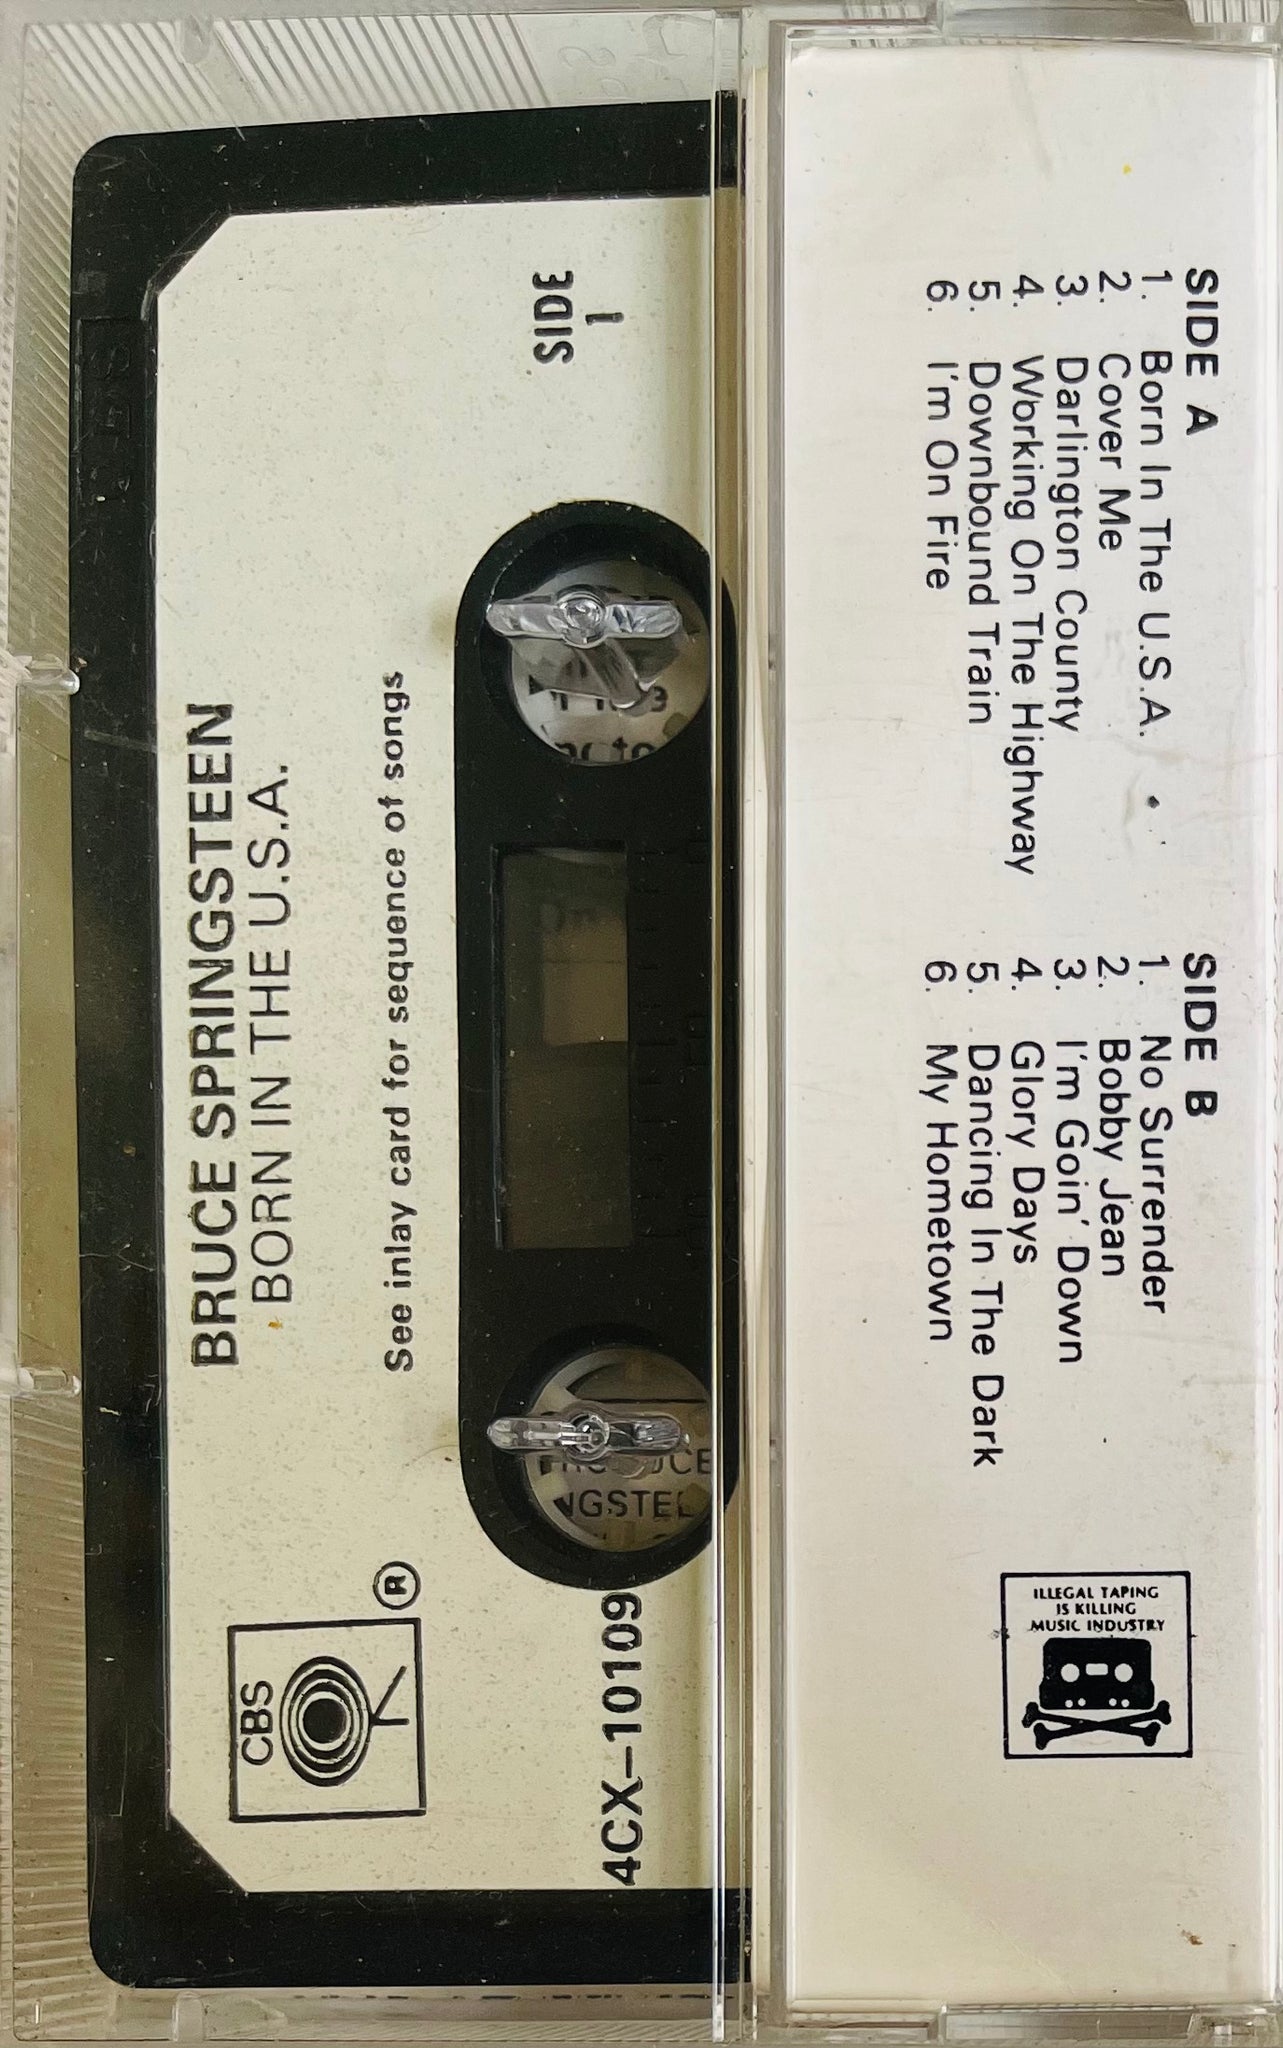 SIDE
1
BRUCE SPRINGSTEEN
BORN IN THE U.S.A.
See inlay card for sequence of songs
CBS
®
4CX–10109
SIDE A
1. Born In The U.S.A.
2. Cover Me
3. Darlington County
4. Working On The Highway
5. Downbound Train
6. I'm On Fire
SIDE B
1. No Surrender
2. Bobby Jean
3. I'm Goin' Down
4. Glory Days
5. Dancing In The Dark
6. My Hometown
ILLEGAL TAPING
IS KILLING
MUSIC INDUSTRY